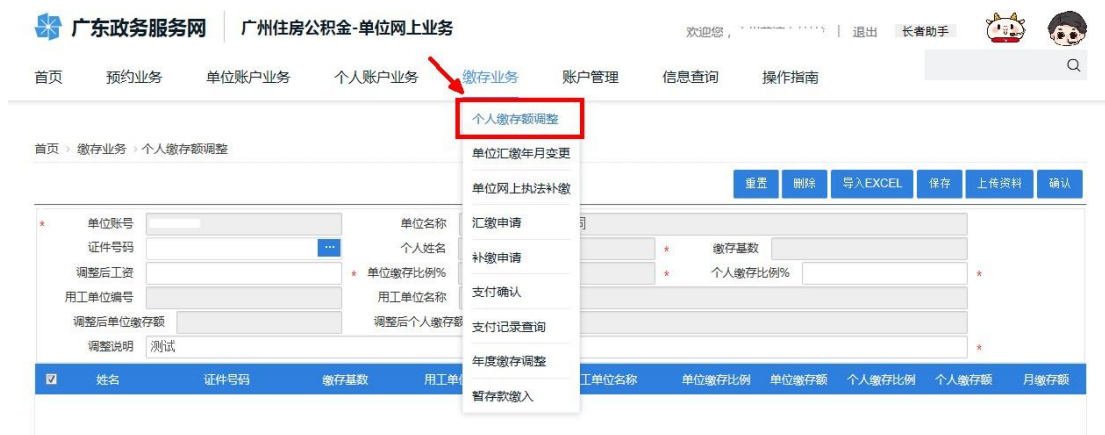 广东政务服务网 广州住房公积金-单位网上业务 欢迎您， 退出 长者助手
首页 预约业务 单位账户业务 个人账户业务 缴存业务 账户管理 信息查询 操作指南
个人缴存额调整
单位汇缴年月变更
单位网上执法补缴
汇缴申请
补缴申请
支付确认
支付记录查询
年度缴存调整
暂存款缴入
首页 › 缴存业务 › 个人缴存额调整
重置 删除 导入EXCEL 保存 上传资料 确认
* 单位账号 单位名称 司
证件号码 ... 个人姓名 * 缴存基数
调整后工资 * 单位缴存比例% * 个人缴存比例% *
用工单位编号 用工单位名称
调整后单位缴存额 调整后个人缴存额
调整说明 测试 *
姓名 证件号码 缴存基数 用工单 工单位名称 单位缴存比例 单位缴存额 个人缴存比例 个人缴存额 月缴存额